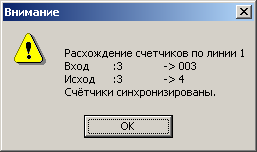 Внимание
Расхождение счетчиков по линии 1
Вход :3 -> 003
Исход :3 -> 4
Счётчики синхронизированы.
OK